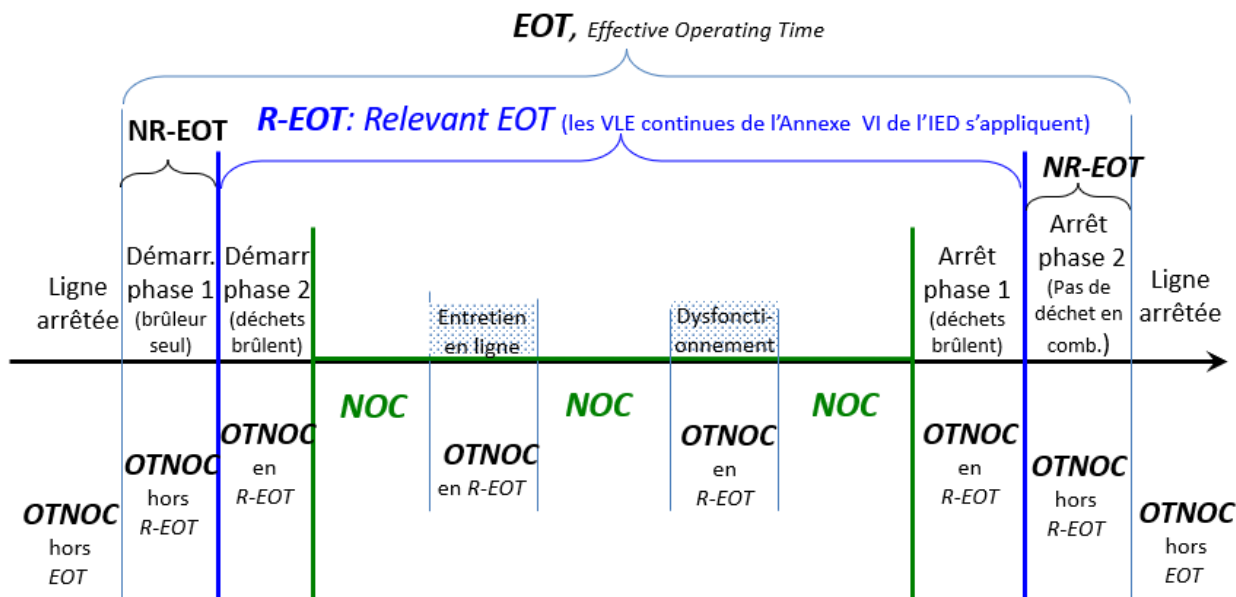 EOT, Effective Operating Time
NR-EOT
R-EOT: Relevant EOT (les VLE continues de l’Annexe VI de l’IED s’appliquent)
NR-EOT
Ligne
arrêtée
Démarr.
phase 1
(brûleur
seul)
Démarr
phase 2
(déchets
brûlent)
Entretien
en ligne
Dysfoncti-
onnement
Arrêt
phase 1
(déchets
brûlent)
Arrêt
phase 2
(Pas de
déchet en
comb.)
Ligne
arrêtée
NOC
NOC
NOC
OTNOC
hors
EOT
OTNOC
hors
R-EOT
OTNOC
en
R-EOT
OTNOC
en R-EOT
OTNOC
en
R-EOT
OTNOC
en
R-EOT
OTNOC
hors
R-EOT
OTNOC
hors
EOT